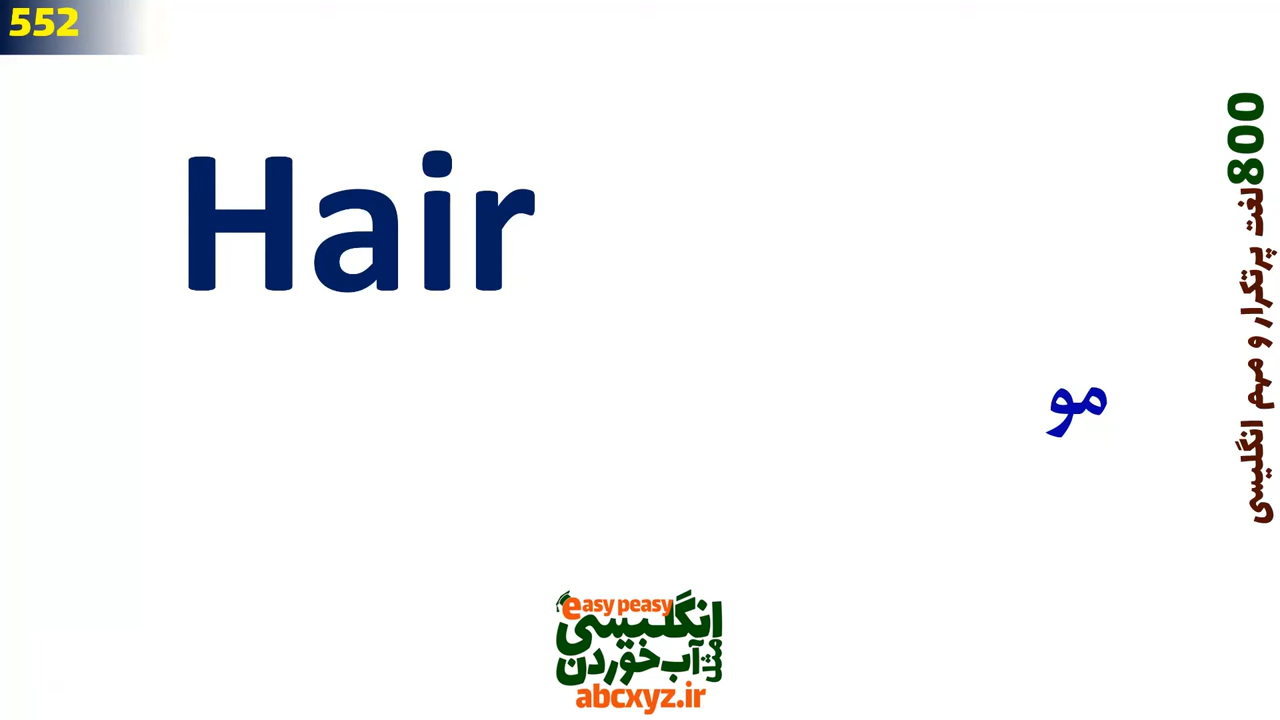 552
Hair
مو
800 لغت پرتکرار و مهم انگلیسی
easy peasy
انگلیسی
مثل آب خوردن
abcxyz.ir